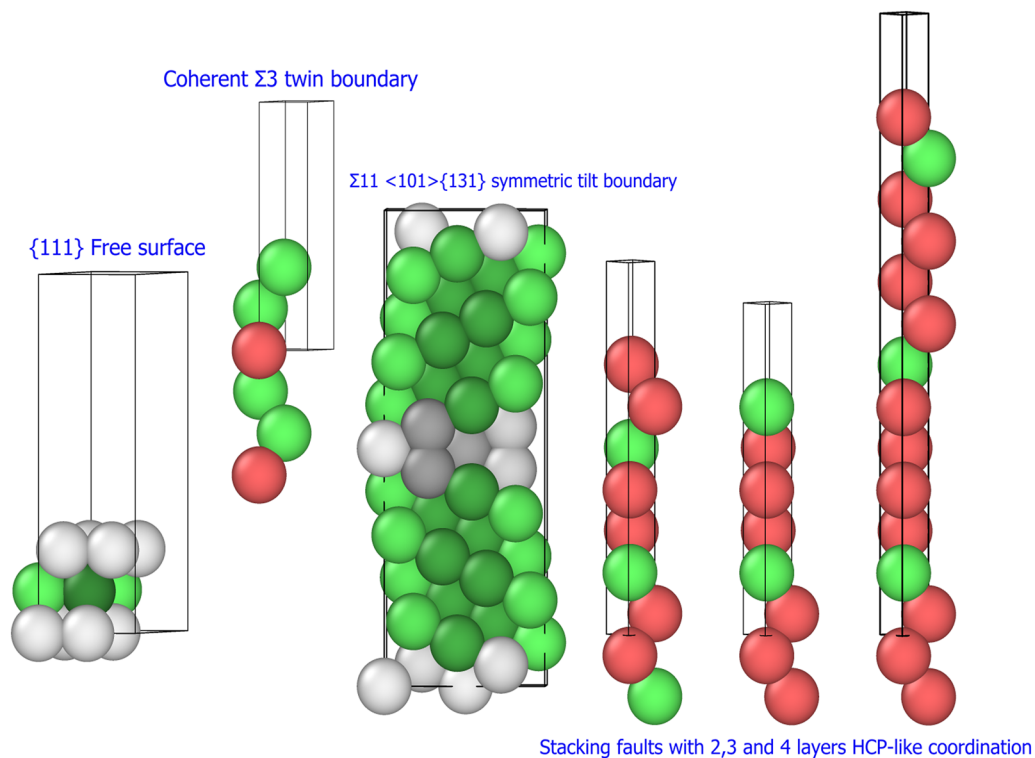 Coherent Σ3 twin boundary
Σ11 <101>{131} symmetric tilt boundary
{111} Free surface
Stacking faults with 2,3 and 4 layers HCP-like coordination